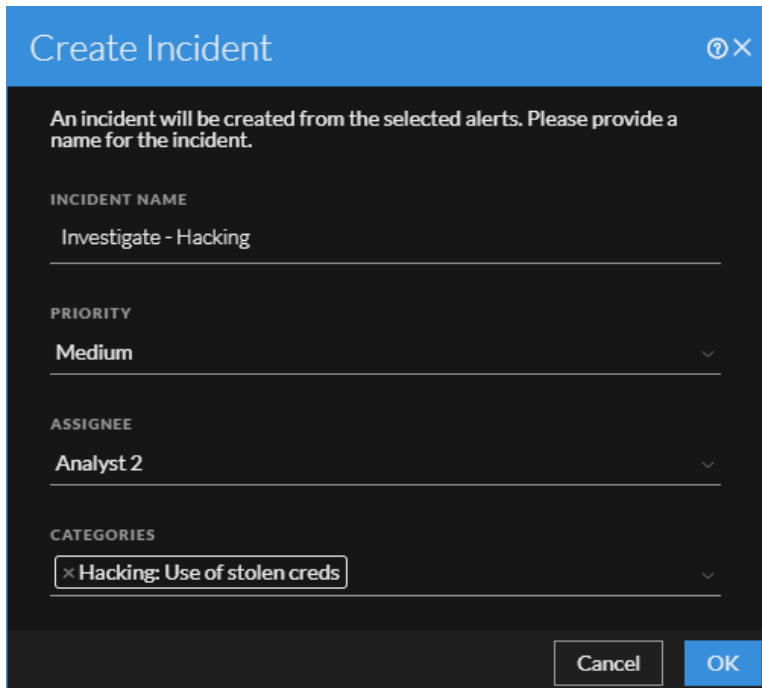 Create Incident
An incident will be created from the selected alerts. Please provide a
name for the incident.
INCIDENT NAME
Investigate - Hacking
PRIORITY
Medium
ASSIGNEE
Analyst 2
CATEGORIES
× Hacking: Use of stolen creds
Cancel OK